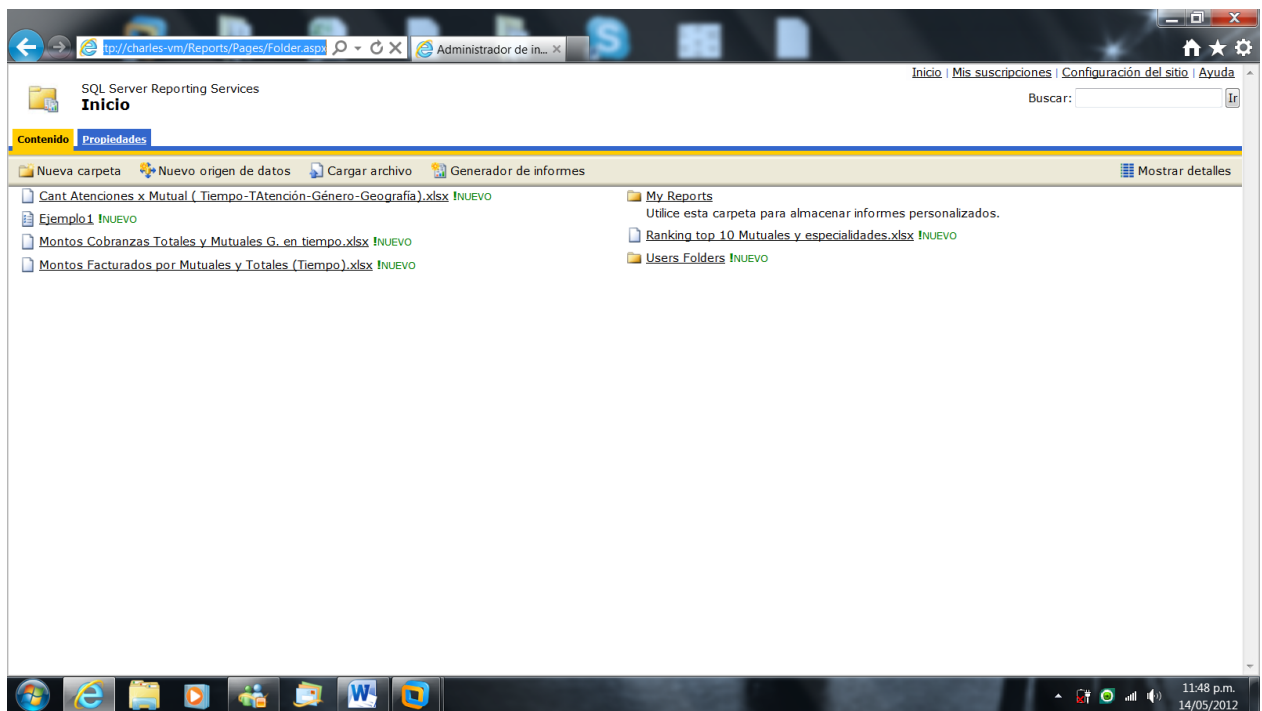 tp://charles-vm/Reports/Pages/Folder.aspx
Administrador de in...
Inicio | Mis suscripciones | Configuración del sitio | Ayuda
SQL Server Reporting Services
Inicio
Buscar:
Ir
Contenido Propiedades
Nueva carpeta Nuevo origen de datos Cargar archivo Generador de informes Mostrar detalles
Cant Atenciones x Mutual ( Tiempo-TAtención-Género-Geografía).xlsx !NUEVO
Ejemplo1 !NUEVO
Montos Cobranzas Totales y Mutuales G. en tiempo.xlsx !NUEVO
Montos Facturados por Mutuales y Totales (Tiempo).xlsx !NUEVO
My Reports
Utilice esta carpeta para almacenar informes personalizados.
Ranking top 10 Mutuales y especialidades.xlsx !NUEVO
Users Folders !NUEVO
11:48 p.m.
14/05/2012